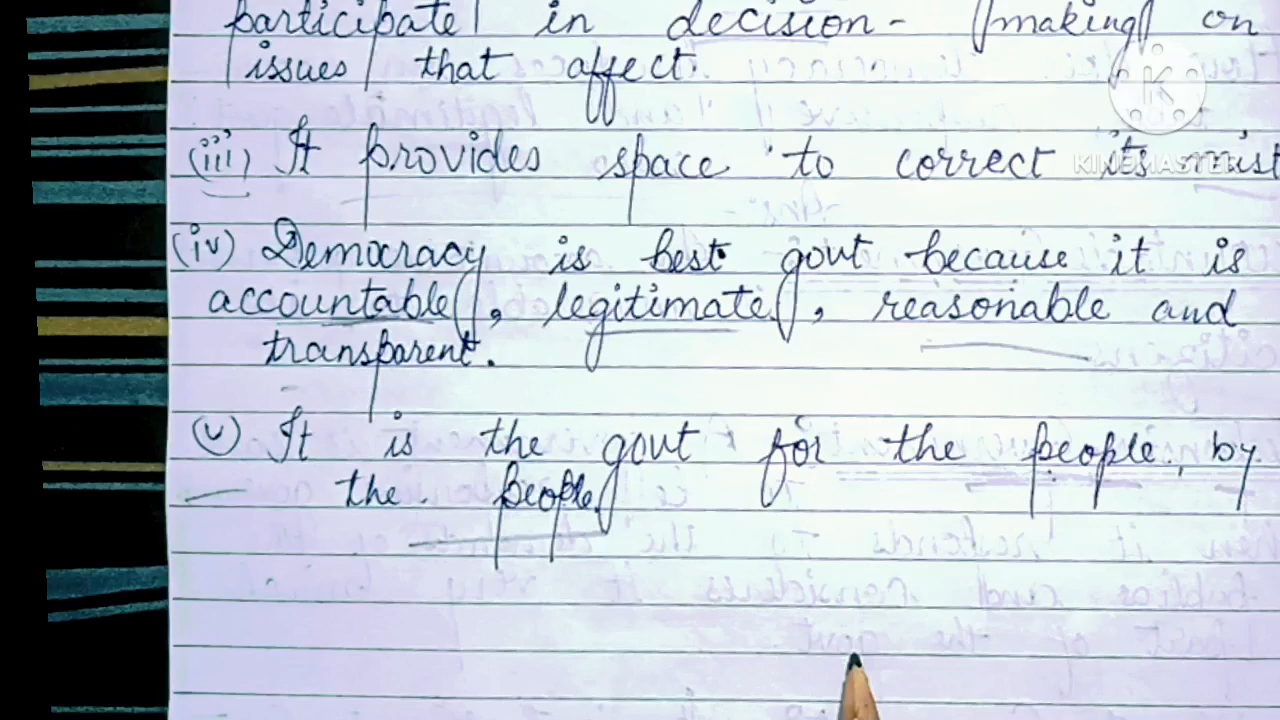 participate in decision - making on
issues that affect.
(iii) It provides space to correct its mist
(iv) Democracy is best govt because it is
accountable, legitimate, reasonable and
transparent.
(v) It is the govt for the people, by
the people
K
KINEMASTER